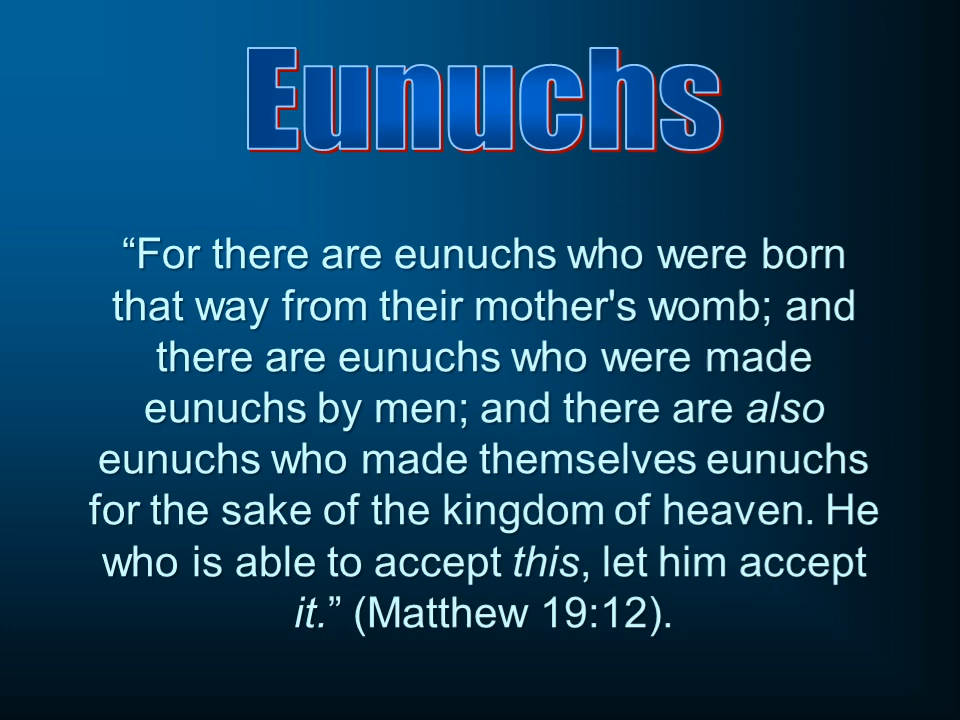 Eunuchs
“For there are eunuchs who were born
that way from their mother's womb; and
there are eunuchs who were made
eunuchs by men; and there are also
eunuchs who made themselves eunuchs
for the sake of the kingdom of heaven. He
who is able to accept this, let him accept
it.” (Matthew 19:12).